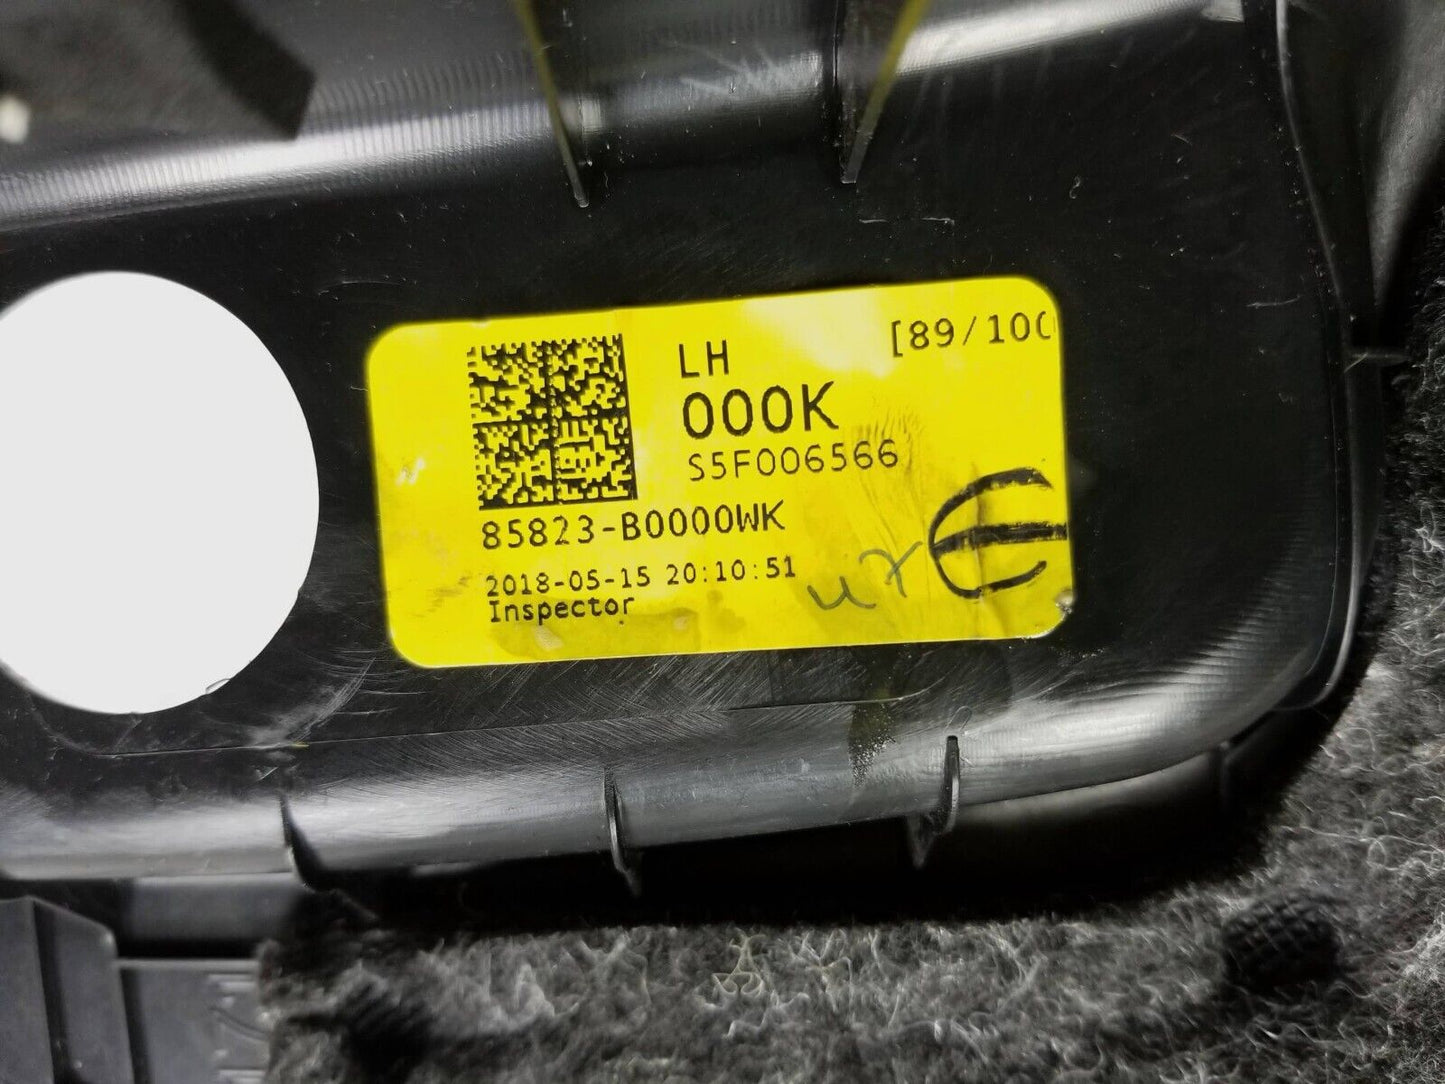 LH
[89/100
000K
S5F006566
85823-B0000WK
2018-05-15 20:10:51
Inspector